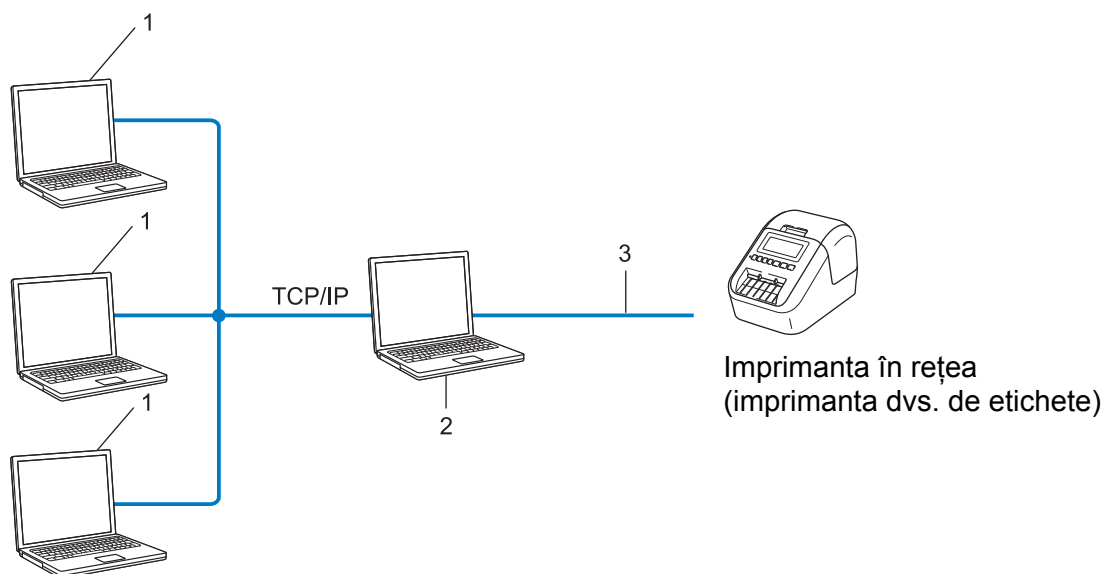 1
1
3
TCP/IP
Imprimanta în rețea
(imprimanta dvs. de etichete)
1
2